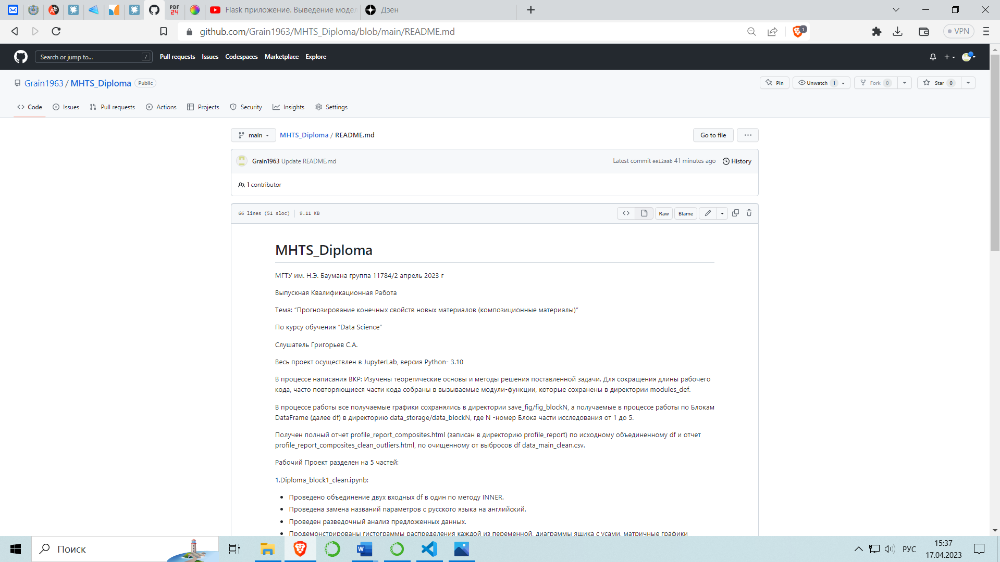 PDF 24
Flask приложение. Выведение модел
Дзен
github.com/Grain1963/MHTS_Diploma/blob/main/README.md
1
VPN
Search or jump to... /
Pull requests Issues Codespaces Marketplace Explore
Grain1963 / MHTS_Diploma Public
Pin Unwatch 1 Fork 0 Star 0
Code Issues Pull requests Actions Projects Security Insights Settings
main MHTS_Diploma / README.md Go to file ...
Grain1963 Update README.md Latest commit ee12aab 41 minutes ago History
1 contributor
66 lines (51 sloc) 9.11 KB <> Raw Blame
MHTS_Diploma
МГТУ им. Н.Э. Баумана группа 11784/2 апрель 2023 г
Выпускная Квалификационная Работа
Тема: “Прогнозирование конечных свойств новых материалов (композиционные материалы)”
По курсу обучения “Data Science”
Слушатель Григорьев С.А.
Весь проект осуществлен в JupyterLab, версия Python- 3.10
В процессе написания ВКР: Изучены теоретические основы и методы решения поставленной задачи. Для сокращения длины рабочего
кода, часто повторяющиеся части кода собраны в вызываемые модули-функции, которые сохранены в директории modules_def.
В процессе работы все получаемые графики сохранялись в директории save_fig/fig_blockN, а получаемые в процессе работы по Блокам
DataFrame (далее df) в директорию data_storage/data_blockN, где N -номер Блока части исследования от 1 до 5.
Получен полный отчет profile_report_composites.html (записан в директорию profile_report) по исходному объединенному df и отчет
profile_report_composites_clean_outliers.html, по очищенному от выбросов df data_main_clean.csv.
Рабочий Проект разделен на 5 частей:
1.Diploma_block1_clean.ipynb:
• Проведено объединение двух входных df в один по методу INNER.
• Проведена замена названий параметров с русского языка на английский.
• Проведен разведочный анализ предложенных данных.
• Продемонстрированы гистограммы распределения каждой из переменной, диаграммы ящика с усами, матричные графики
Поиск
РУС
15:37
17.04.2023